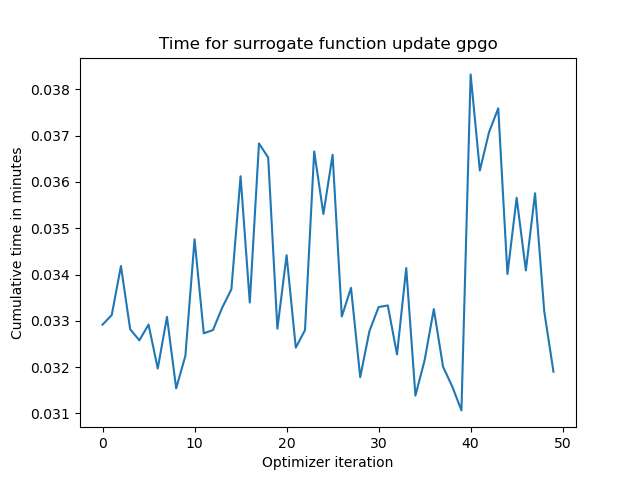 Time for surrogate function update gpgo
Cumulative time in minutes
0.038
0.037
0.036
0.035
0.034
0.033
0.032
0.031
0 10 20 30 40 50
Optimizer iteration